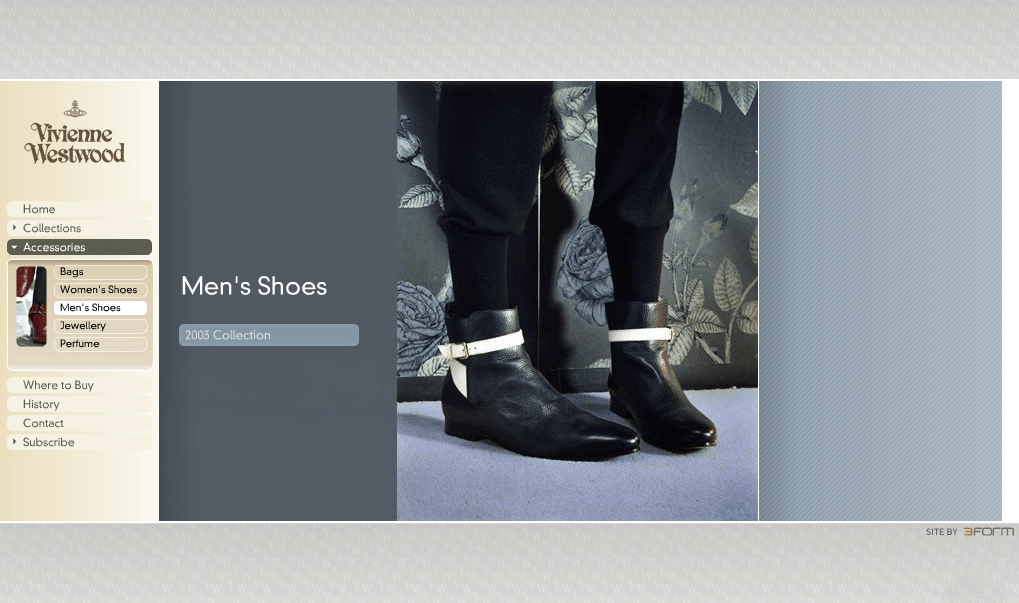 Vivienne
Westwood
Home
Collections
Accessories
Bags
Women's Shoes
Men's Shoes
Jewellery
Perfume
Where to Buy
History
Contact
Subscribe
Men's Shoes
2003 Collection
SITE BY 3FORM